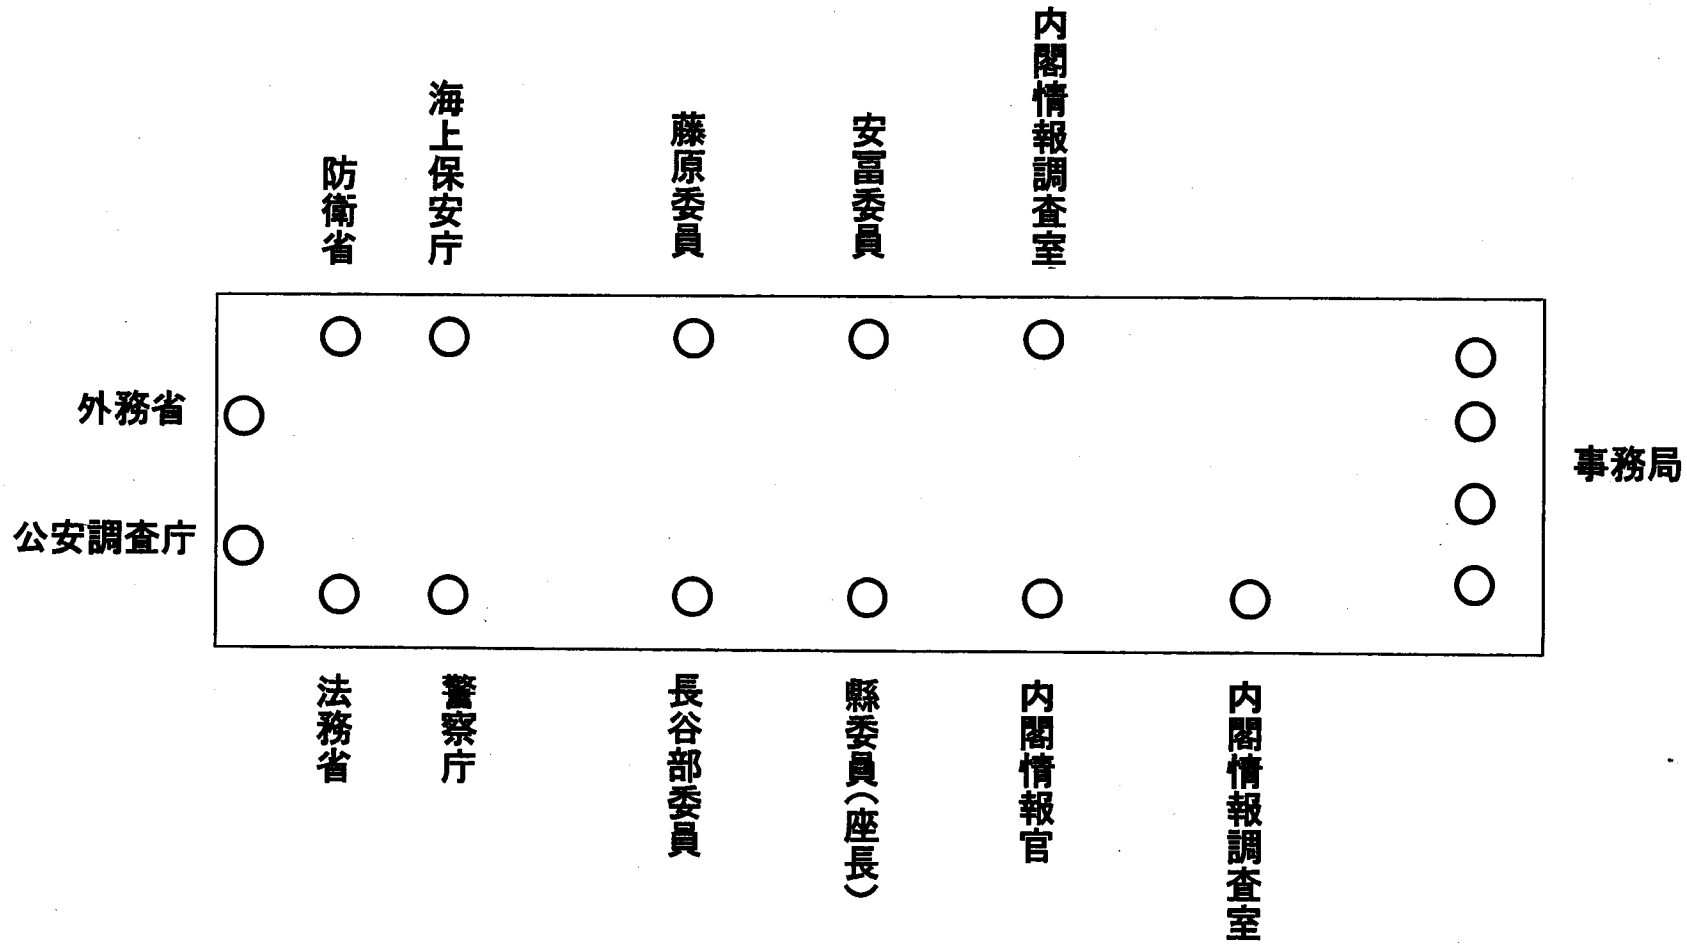 防衛省
海上保安庁
藤原委員
安冨委員
内閣情報調査室
外務省
公安調査庁
事務局
法務省
警察庁
長谷部委員
縣委員(座長)
内閣情報官
内閣情報調査室